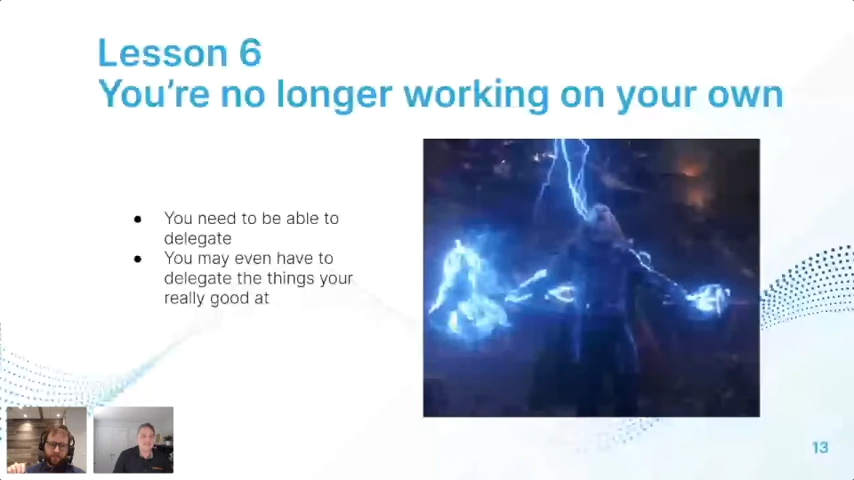 Lesson 6
You're no longer working on your own
● You need to be able to
delegate
● You may even have to
delegate the things your
really good at
13